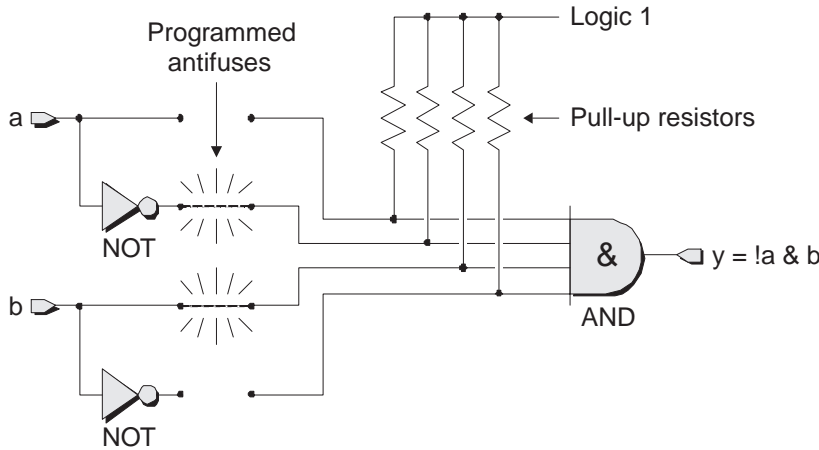 Logic 1
Programmed
antifuses
a
Pull-up resistors
NOT
&
y = !a & b
b
AND
NOT